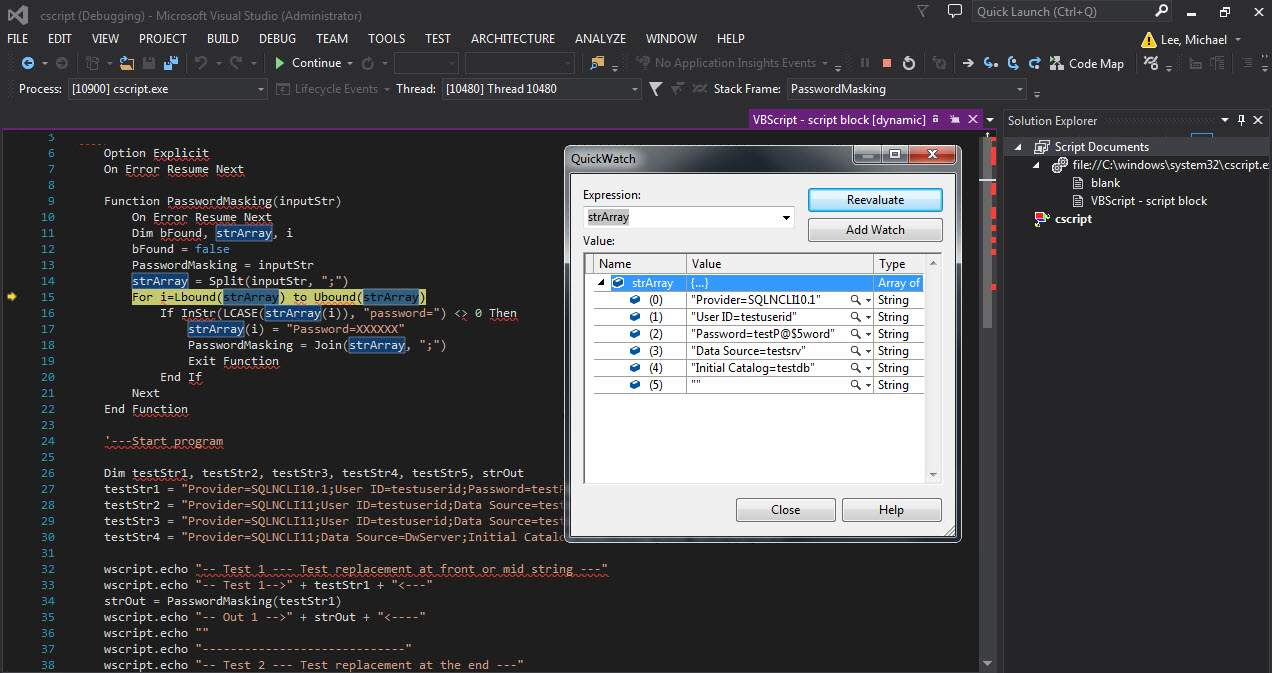 cscript (Debugging) - Microsoft Visual Studio (Administrator)
Quick Launch (Ctrl+Q)
FILE EDIT VIEW PROJECT BUILD DEBUG TEAM TOOLS TEST ARCHITECTURE ANALYZE WINDOW HELP
Lee, Michael
Continue
No Application Insights Events
Code Map
Process: [10900] cscript.exe Lifecycle Events Thread: [10480] Thread 10480 Stack Frame: PasswordMasking
VBScript - script block [dynamic]
5
6 Option Explicit
7 On Error Resume Next
8
9 Function PasswordMasking(inputStr)
10 On Error Resume Next
11 Dim bFound, strArray, i
12 bFound = false
13 PasswordMasking = inputStr
14 strArray = Split(inputStr, ";")
15 For i=Lbound(strArray) to Ubound(strArray)
16 If InStr(LCASE(strArray(i)), "password=") <> 0 Then
17 strArray(i) = "Password=XXXXXX"
18 PasswordMasking = Join(strArray, ";")
19 Exit Function
20 End If
21 Next
22 End Function
23
24 '---Start program
25
26 Dim testStr1, testStr2, testStr3, testStr4, testStr5, strOut
27 testStr1 = "Provider=SQLNCLI10.1;User ID=testuserid;Password=testP
28 testStr2 = "Provider=SQLNCLI11;User ID=testuserid;Data Source=test
29 testStr3 = "Provider=SQLNCLI11;User ID=testuserid;Data Source=test
30 testStr4 = "Provider=SQLNCLI11;Data Source=DwServer;Initial Catalo
31
32 wscript.echo "-- Test 1 --- Test replacement at front or mid string ---"
33 wscript.echo "-- Test 1-->" + testStr1 + "<---"
34 strOut = PasswordMasking(testStr1)
35 wscript.echo "-- Out 1 -->" + strOut + "<----"
36 wscript.echo ""
37 wscript.echo "-----------------------------"
38 wscript.echo "-- Test 2 --- Test replacement at the end ---"
QuickWatch
Expression:
Reevaluate
strArray
Add Watch
Value:
Name Value Type
strArray {...} Array of
(0) "Provider=SQLNCLI10.1" String
(1) "User ID=testuserid" String
(2) "Password=testP@$5word" String
(3) "Data Source=testsrv" String
(4) "Initial Catalog=testdb" String
(5) "" String
Close Help
Solution Explorer
Script Documents
file://C:\windows\system32\cscript.e
blank
VBScript - script block
cscript